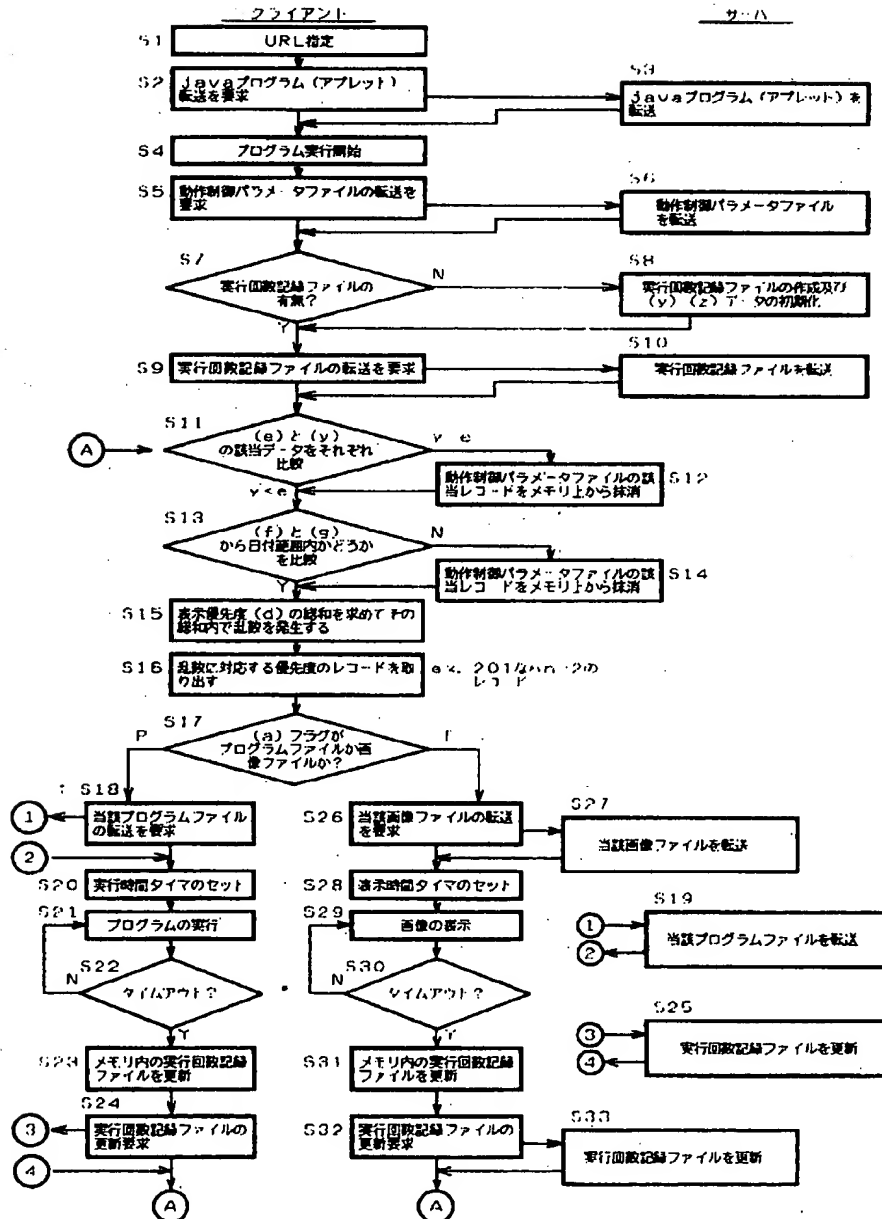 クライアント
サーバ
S1
URL指定
S2
javaプログラム(アプレット)
転送を要求
S3
javaプログラム(アプレット)を
転送
S4
プログラム実行開始
S5
動作制御パラメータファイルの転送を
要求
S6
動作制御パラメータファイル
を転送
S7
実行回数記録ファイルの
有無?
N
Y
S8
実行回数記録ファイルの作成及び
(y)(z)データの初期化
S9
実行回数記録ファイルの転送を要求
S10
実行回数記録ファイルを転送
A
S11
(e)と(y)
の該当データをそれぞれ
比較
y e
y<e
動作制御パラメータファイルの該
当レコードをメモリ上から抹消
S12
S13
(f)と(g)
から日付範囲内かどうか
を比較
N
Y
動作制御パラメータファイルの該
当レコードをメモリ上から抹消
S14
S15
表示優先度(d)の総和を求めてその
総和内で乱数を発生する
S16
乱数に対応する優先度のレコードを取
り出す
ex. 201ならn=2の
レコード
S17
(a)フラグが
プログラムファイルか画
像ファイルか?
P
f
S18
当該プログラムファイル
の転送を要求
1
2
S26
当該画像ファイルの転送
を要求
S27
当該画像ファイルを転送
S20
実行時間タイマのセット
S28
表示時間タイマのセット
S21
プログラムの実行
S29
画像の表示
S19
1
2
当該プログラムファイルを転送
S22
タイムアウト?
N
Y
S30
タイムアウト?
N
Y
S25
3
4
実行回数記録ファイルを更新
S23
メモリ内の実行回数記録
ファイルを更新
S31
メモリ内の実行回数記録
ファイルを更新
S24
実行回数記録ファイルの
更新要求
3
4
S32
実行回数記録ファイルの
更新要求
S33
実行回数記録ファイルを更新
A
A